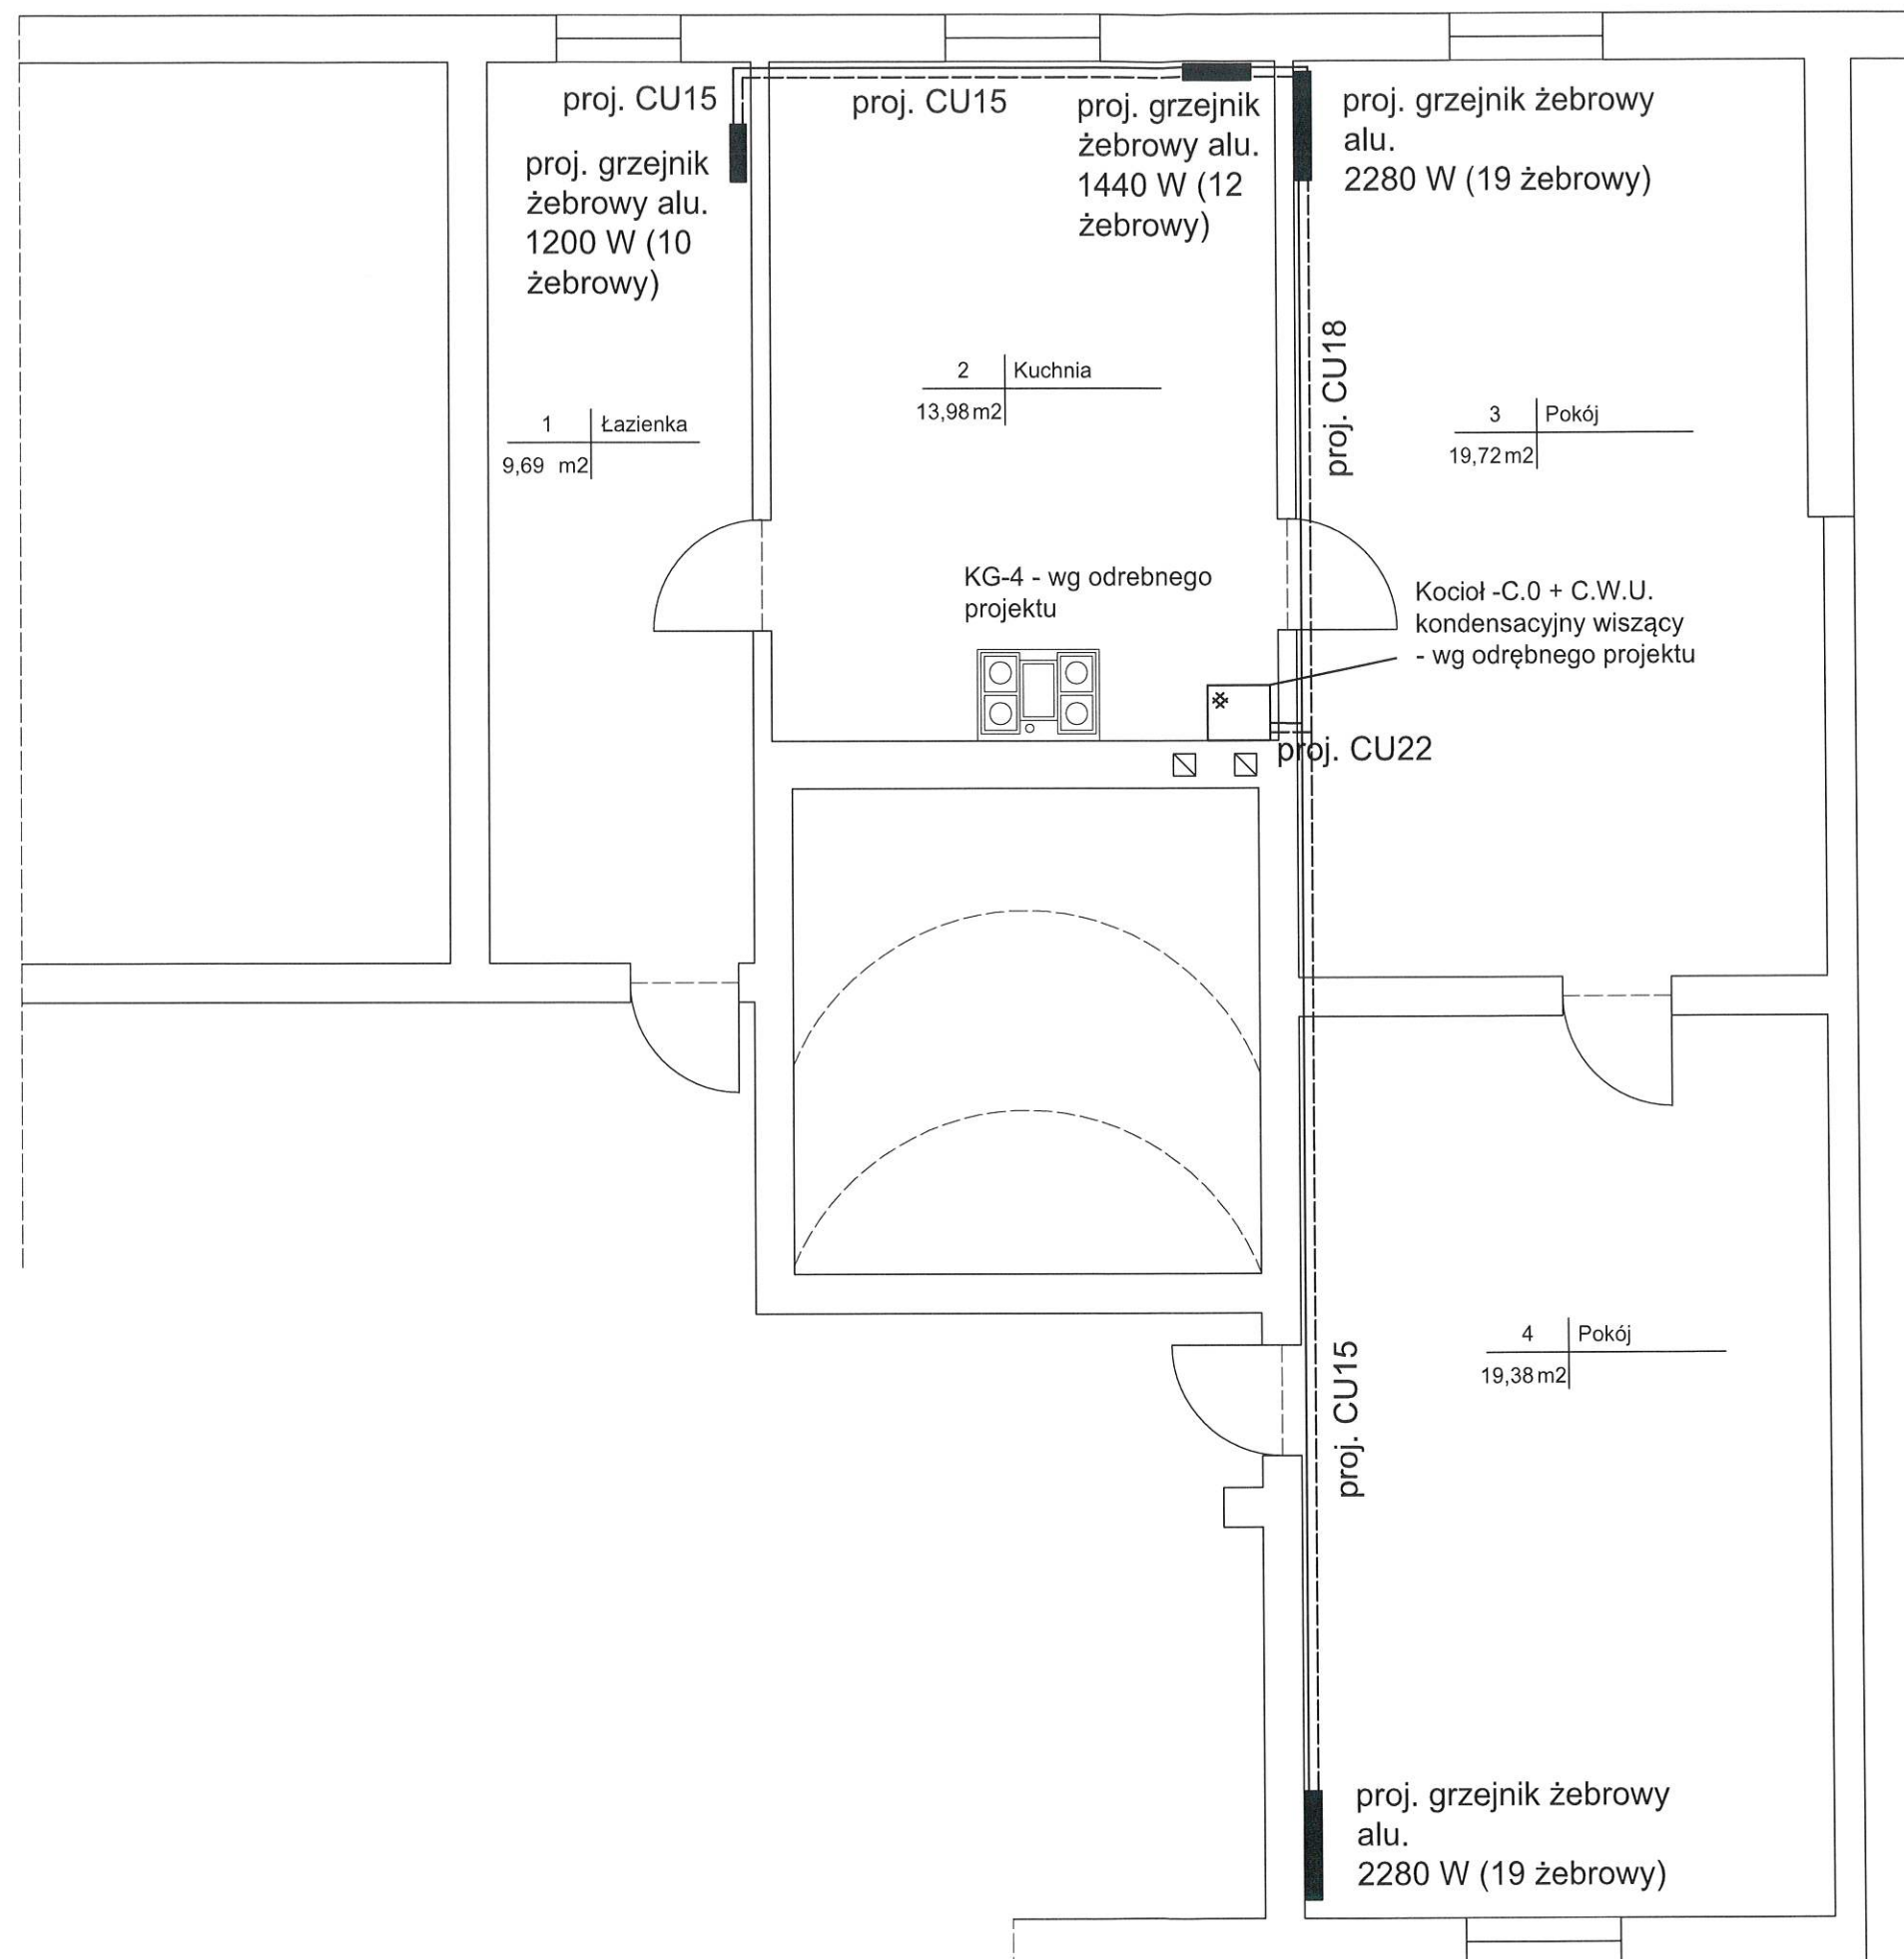 proj. CU15
proj. grzejnik
żebrowy alu.
1200 W (10
żebrowy)
proj. CU15
proj. grzejnik
żebrowy alu.
1440 W (12
żebrowy)
proj. grzejnik żebrowy
alu.
2280 W (19 żebrowy)
proj. CU18
2 Kuchnia
13,98 m2
1 Łazienka
9,69 m2
3 Pokój
19,72 m2
KG-4 - wg odrebnego
projektu
Kocioł -C.0 + C.W.U.
kondensacyjny wiszący
- wg odrębnego projektu
proj. CU22
4 Pokój
19,38 m2
proj. CU15
proj. grzejnik żebrowy
alu.
2280 W (19 żebrowy)